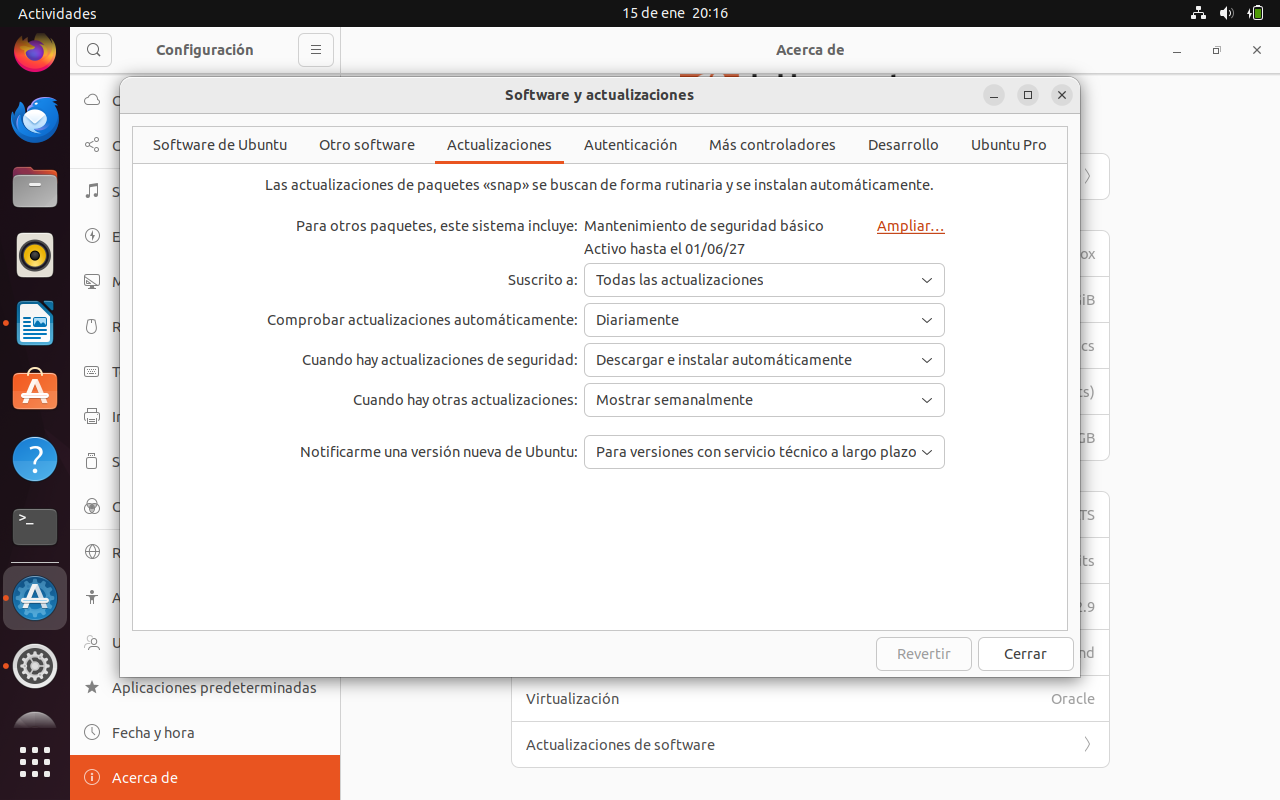 Actividades
15 de ene 20:16
Configuración
Acerca de
Software y actualizaciones
Software de Ubuntu
Otro software
Actualizaciones
Autenticación
Más controladores
Desarrollo
Ubuntu Pro
Las actualizaciones de paquetes «snap» se buscan de forma rutinaria y se instalan automáticamente.
Para otros paquetes, este sistema incluye: Mantenimiento de seguridad básico
Ampliar...
Activo hasta el 01/06/27
Suscrito a: Todas las actualizaciones
Comprobar actualizaciones automáticamente: Diariamente
Cuando hay actualizaciones de seguridad: Descargar e instalar automáticamente
Cuando hay otras actualizaciones: Mostrar semanalmente
Notificarme una versión nueva de Ubuntu: Para versiones con servicio técnico a largo plazo
Revertir
Cerrar
Aplicaciones predeterminadas
Fecha y hora
Acerca de
Virtualización
Oracle
Actualizaciones de software